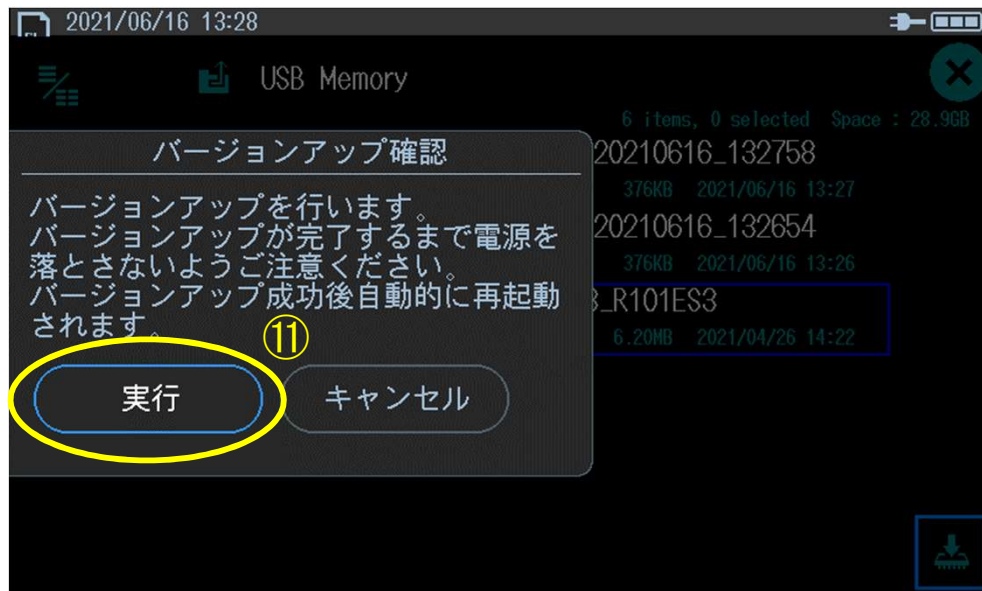 2021/06/16 13:28
USB Memory
6 items, 0 selected Space : 28.9GB
バージョンアップ確認
バージョンアップを行います。
バージョンアップが完了するまで電源を
落とさないようご注意ください。
バージョンアップ成功後自動的に再起動
されます。
⑪
実行
キャンセル
20210616_132758
376KB 2021/06/16 13:27
20210616_132654
376KB 2021/06/16 13:26
_R101ES3
6.20MB 2021/04/26 14:22